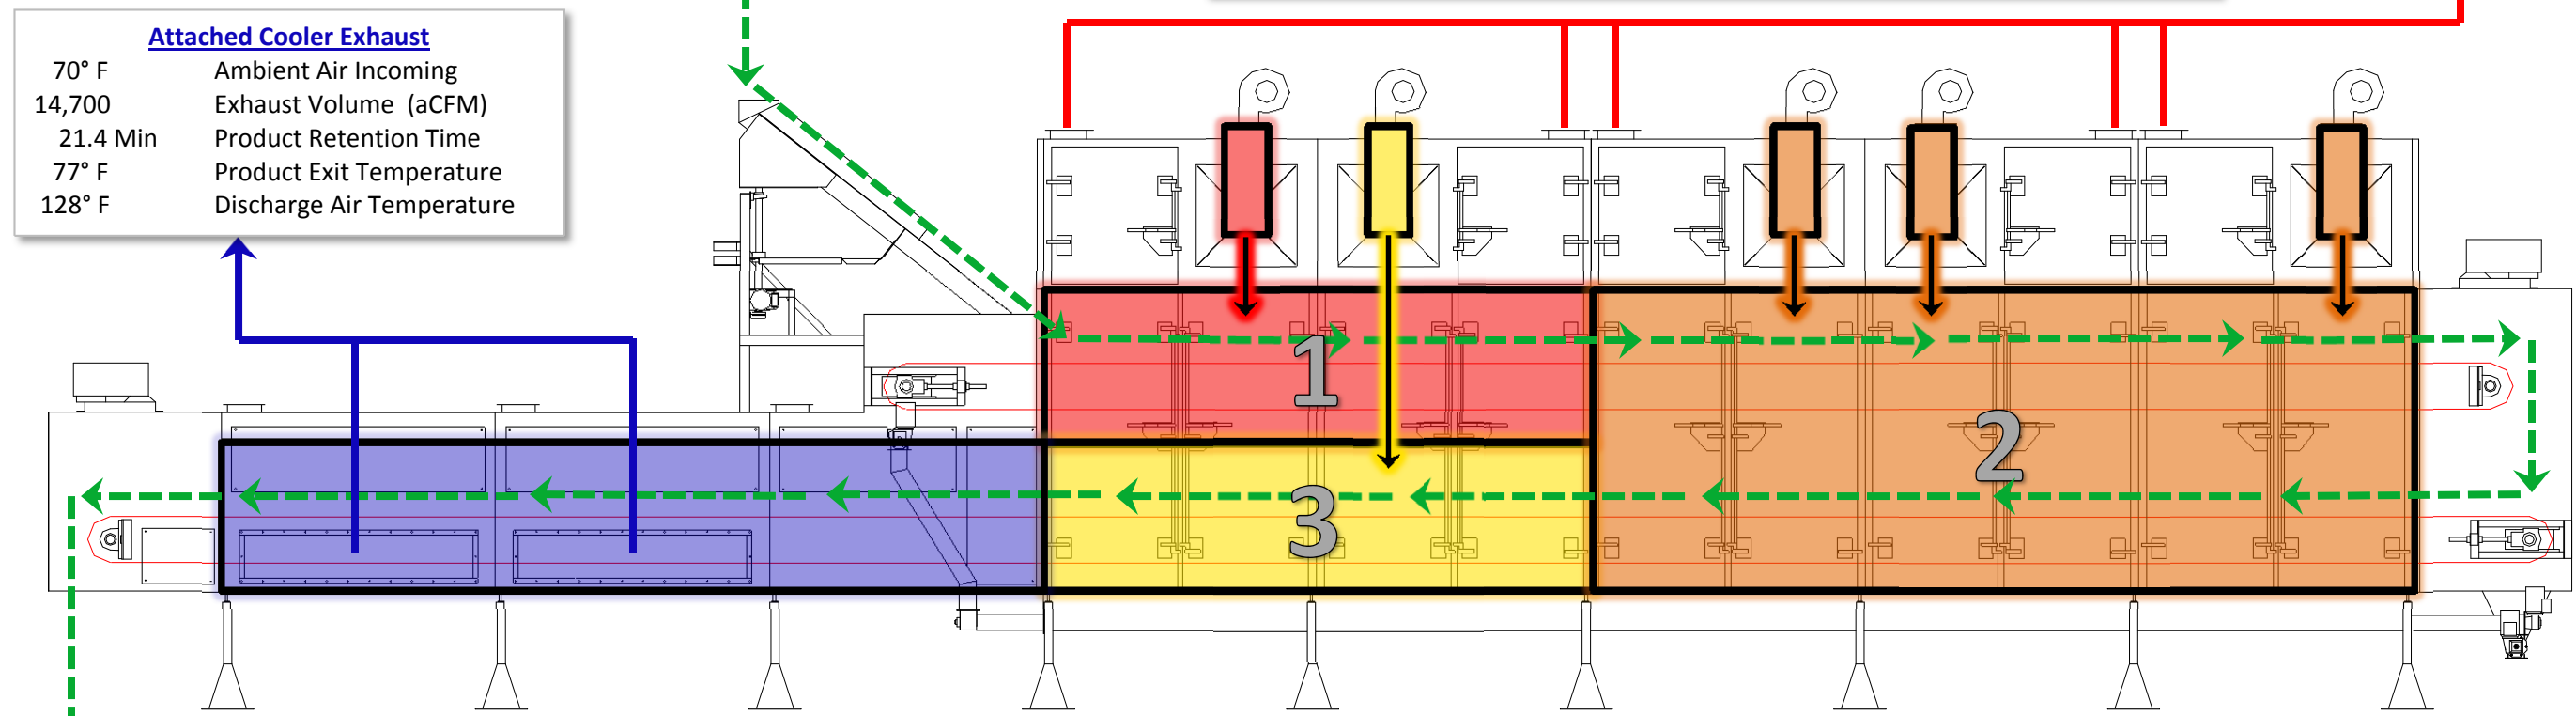 Attached Cooler Exhaust
70° F Ambient Air Incoming
14,700 Exhaust Volume (aCFM)
21.4 Min Product Retention Time
77° F Product Exit Temperature
128° F Discharge Air Temperature
1
2
3